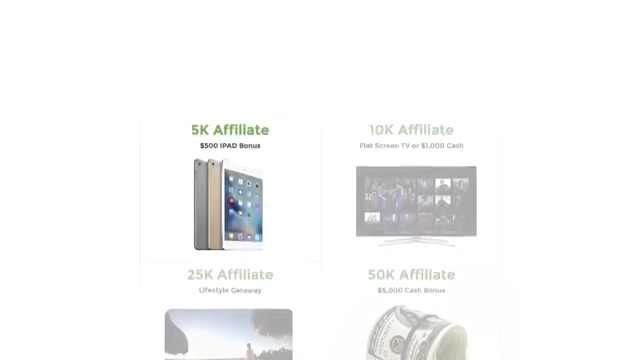 5K Affiliate
$500 IPAD Bonus
10K Affiliate
Flat Screen TV or $1,000 Cash
25K Affiliate
Lifestyle Getaway
50K Affiliate
$5,000 Cash Bonus